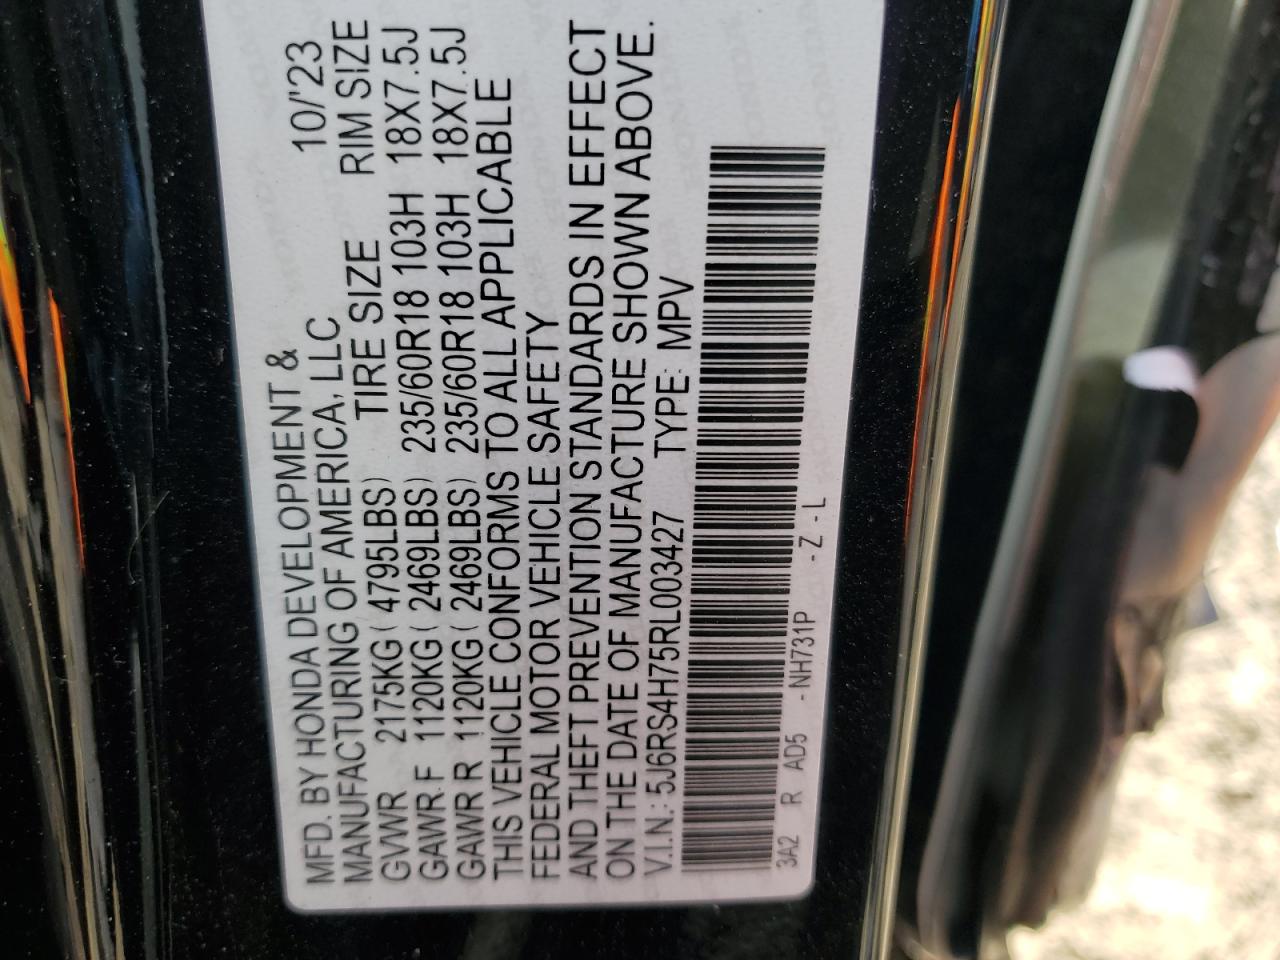 MFD. BY HONDA DEVELOPMENT & 10/'23
MANUFACTURING OF AMERICA, LLC TIRE SIZE RIM SIZE
GVWR 2175KG ( 4795LBS)
GAWR F 1120KG ( 2469LBS) 235/60R18 103H 18X7.5J
GAWR R 1120KG ( 2469LBS) 235/60R18 103H 18X7.5J
THIS VEHICLE CONFORMS TO ALL APPLICABLE
FEDERAL MOTOR VEHICLE SAFETY
AND THEFT PREVENTION STANDARDS IN EFFECT
ON THE DATE OF MANUFACTURE SHOWN ABOVE.
V.I.N.: 5J6RS4H75RL003427 TYPE: MPV
3A2 R AD5 - NH731P - Z - L